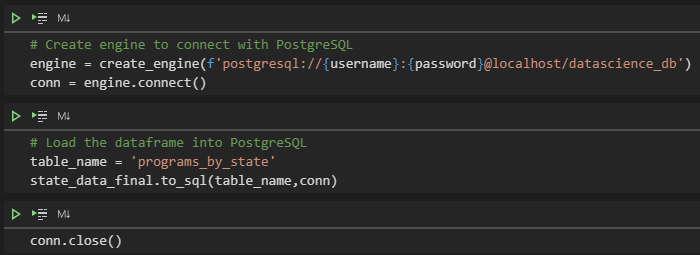 M↓
# Create engine to connect with PostgreSQL
engine = create_engine(f'postgresql://{username}:{password}@localhost/datascience_db')
conn = engine.connect()
M↓
# Load the dataframe into PostgreSQL
table_name = 'programs_by_state'
state_data_final.to_sql(table_name,conn)
M↓
conn.close()